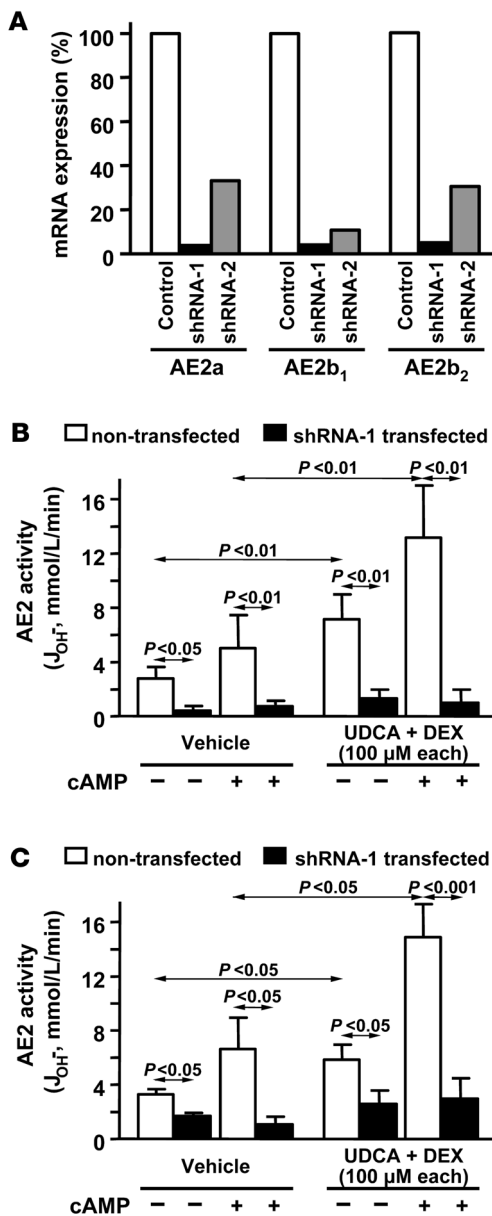 A
mRNA expression (%)
100
80
60
40
20
0
Control
shRNA-1
shRNA-2
Control
shRNA-1
shRNA-2
Control
shRNA-1
shRNA-2
AE2a
AE2b₁
AE2b₂
B
non-transfected
shRNA-1 transfected
AE2 activity
(J_OH-, mmol/L/min)
16
12
8
4
0
P <0.01
P <0.01
P <0.01
P <0.01
P <0.01
P <0.05
Vehicle
UDCA + DEX
(100 µM each)
cAMP
– – + + – – + +
C
non-transfected
shRNA-1 transfected
AE2 activity
(J_OH-, mmol/L/min)
16
12
8
4
0
P <0.05
P <0.001
P <0.05
P <0.05
P <0.05
P <0.05
Vehicle
UDCA + DEX
(100 µM each)
cAMP
– – + + – – + +